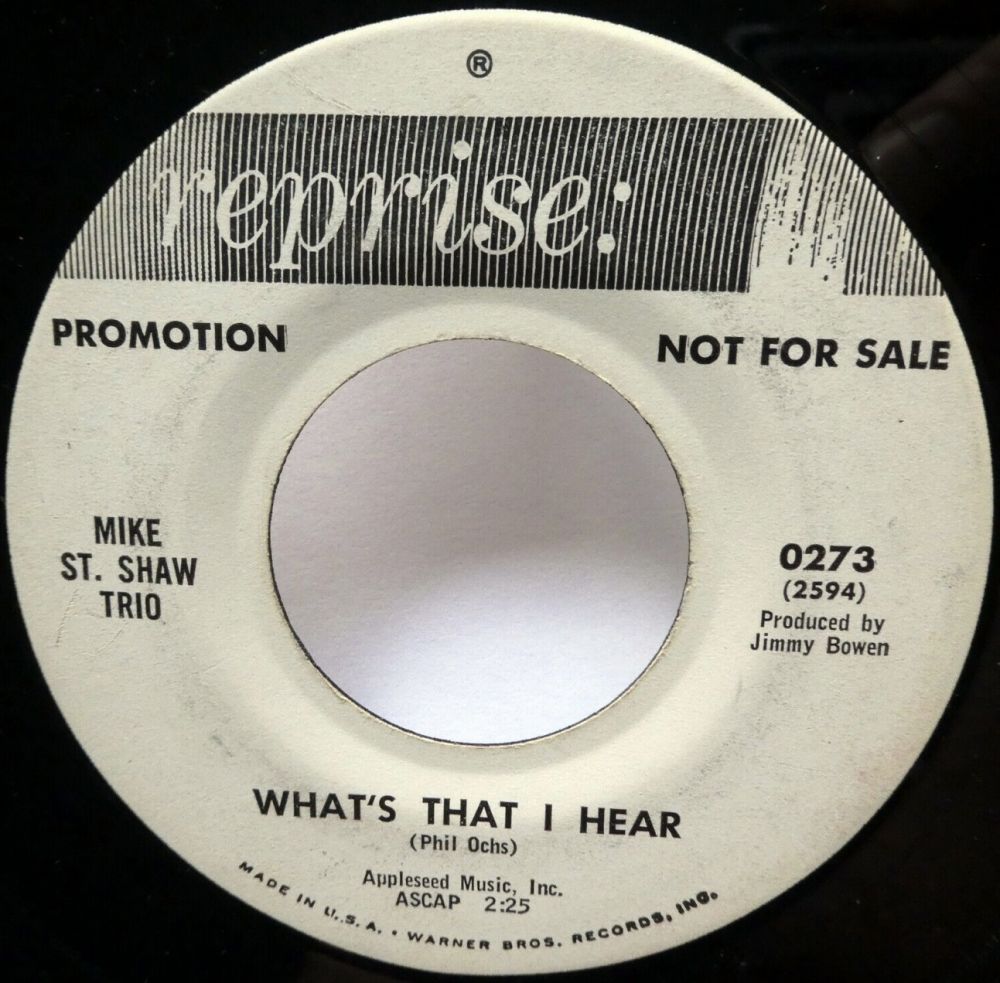 ®
reprise:
PROMOTION
NOT FOR SALE
MIKE
ST. SHAW
TRIO
0273
(2594)
Produced by
Jimmy Bowen
WHAT'S THAT I HEAR
(Phil Ochs)
Appleseed Music, Inc.
ASCAP 2:25
MADE IN U.S.A. • WARNER BROS. RECORDS, INC.